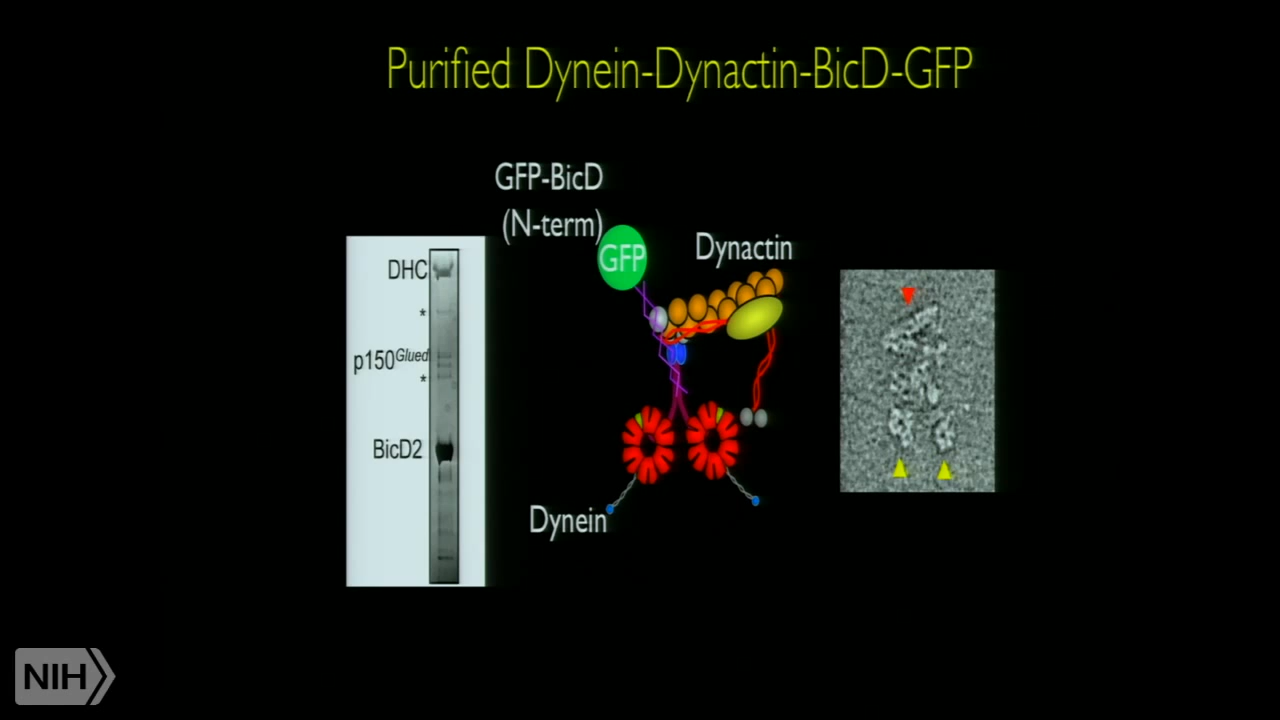 Purified Dynein-Dynactin-BicD-GFP
GFP-BicD
(N-term)
GFP
Dynactin
DHC
*
p150Glued
*
BicD2
Dynein
NIH